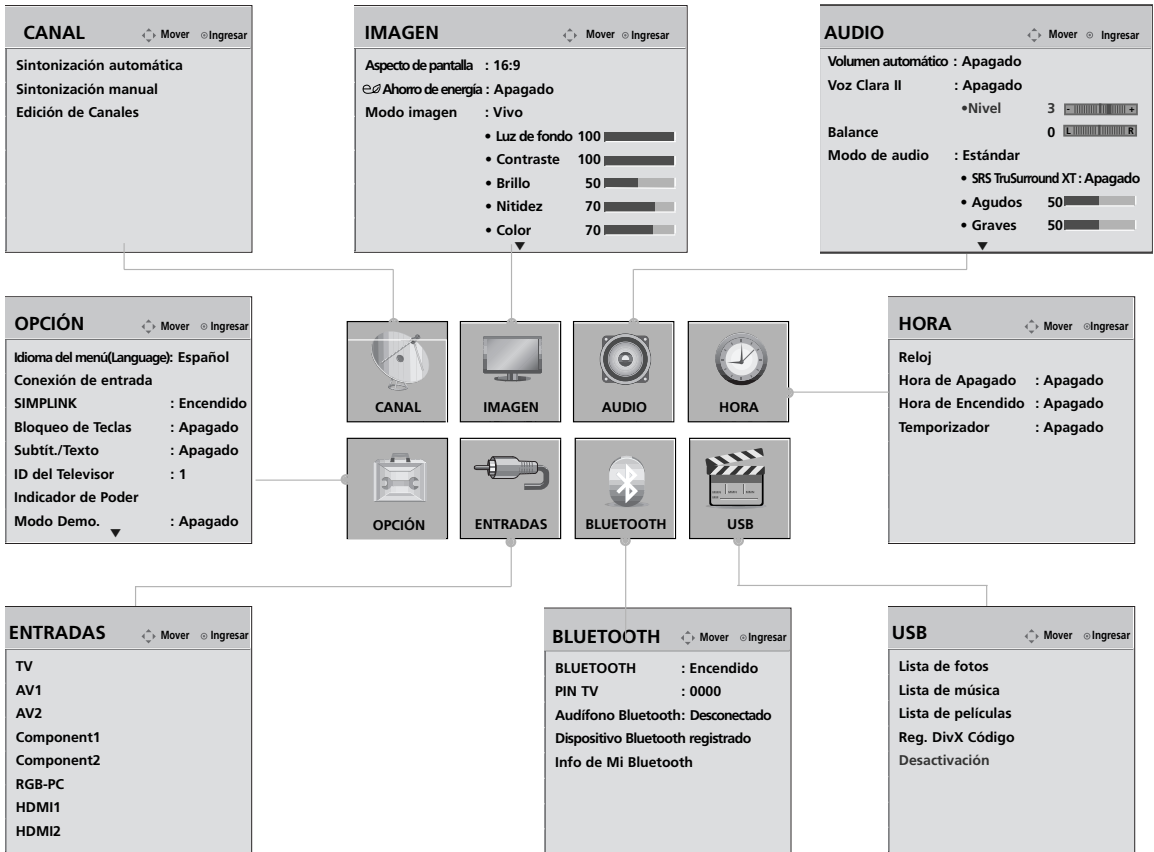 CANAL Mover Ingresar
Sintonización automática
Sintonización manual
Edición de Canales
IMAGEN Mover Ingresar
Aspecto de pantalla : 16:9
Ahorro de energía : Apagado
Modo imagen : Vivo
• Luz de fondo 100
• Contraste 100
• Brillo 50
• Nitidez 70
• Color 70
AUDIO Mover Ingresar
Volumen automático : Apagado
Voz Clara II : Apagado
•Nivel 3 - +
Balance 0 L R
Modo de audio : Estándar
• SRS TruSurround XT : Apagado
• Agudos 50
• Graves 50
OPCIÓN Mover Ingresar
Idioma del menú(Language): Español
Conexión de entrada
SIMPLINK : Encendido
Bloqueo de Teclas : Apagado
Subtít./Texto : Apagado
ID del Televisor : 1
Indicador de Poder
Modo Demo. : Apagado
CANAL
IMAGEN
AUDIO
HORA
OPCIÓN
ENTRADAS
BLUETOOTH
USB
HORA Mover Ingresar
Reloj
Hora de Apagado : Apagado
Hora de Encendido : Apagado
Temporizador : Apagado
ENTRADAS Mover Ingresar
TV
AV1
AV2
Component1
Component2
RGB-PC
HDMI1
HDMI2
BLUETOOTH Mover Ingresar
BLUETOOTH : Encendido
PIN TV : 0000
Audífono Bluetooth: Desconectado
Dispositivo Bluetooth registrado
Info de Mi Bluetooth
USB Mover Ingresar
Lista de fotos
Lista de música
Lista de películas
Reg. DivX Código
Desactivación